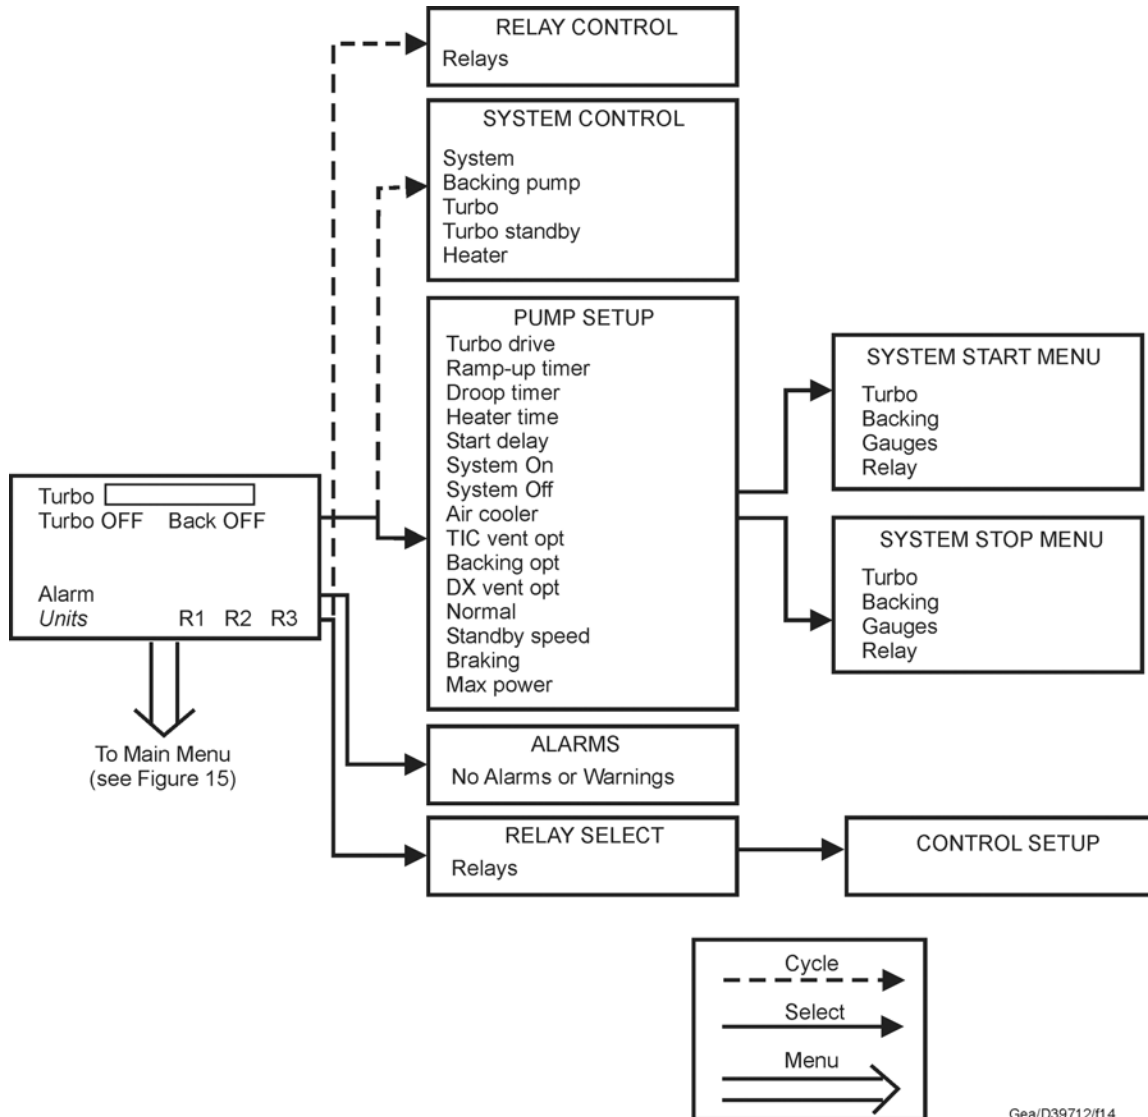 RELAY CONTROL
Relays
SYSTEM CONTROL
System
Backing pump
Turbo
Turbo standby
Heater
PUMP SETUP
Turbo drive
Ramp-up timer
Droop timer
Heater time
Start delay
System On
System Off
Air cooler
TIC vent opt
Backing opt
DX vent opt
Normal
Standby speed
Braking
Max power
SYSTEM START MENU
Turbo
Backing
Gauges
Relay
SYSTEM STOP MENU
Turbo
Backing
Gauges
Relay
Turbo
Turbo OFF Back OFF
Alarm
Units R1 R2 R3
To Main Menu
(see Figure 15)
ALARMS
No Alarms or Warnings
RELAY SELECT
Relays
CONTROL SETUP
Cycle
Select
Menu
Gea/D39712/f14